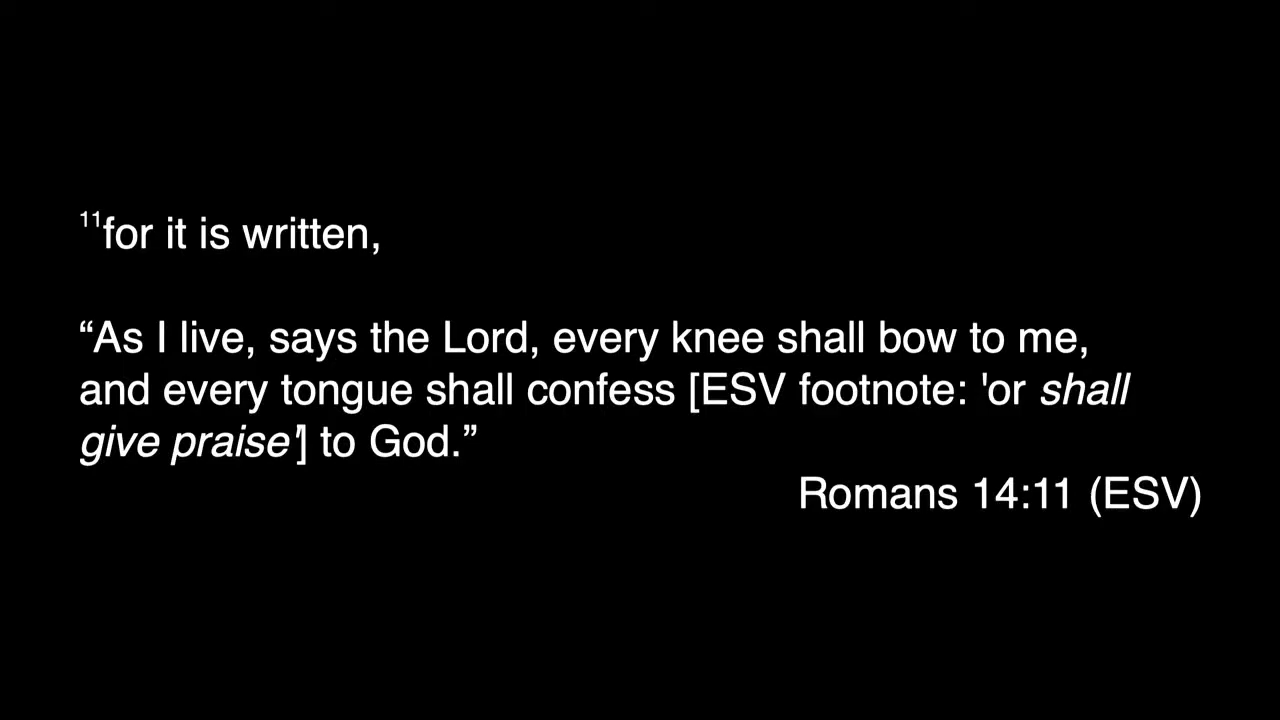 11for it is written,
“As I live, says the Lord, every knee shall bow to me,
and every tongue shall confess [ESV footnote: 'or shall
give praise'] to God.”
Romans 14:11 (ESV)